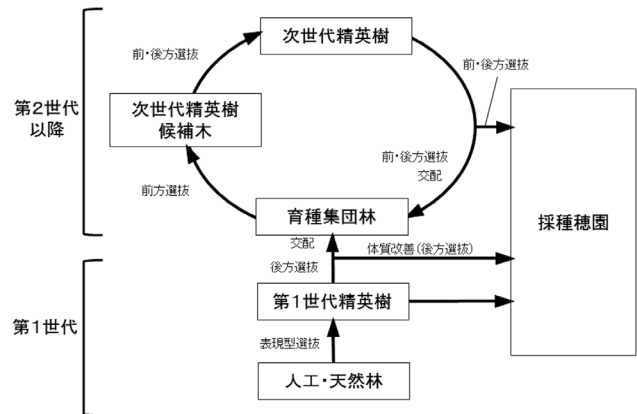 次世代精英樹
前・後方選抜
前・後方選抜
第2世代
以降
次世代精英樹
候補木
前・後方選抜
交配
前方選抜
育種集団林
採種穂園
交配
体質改善(後方選抜)
後方選抜
第1世代精英樹
第1世代
表現型選抜
人工・天然林